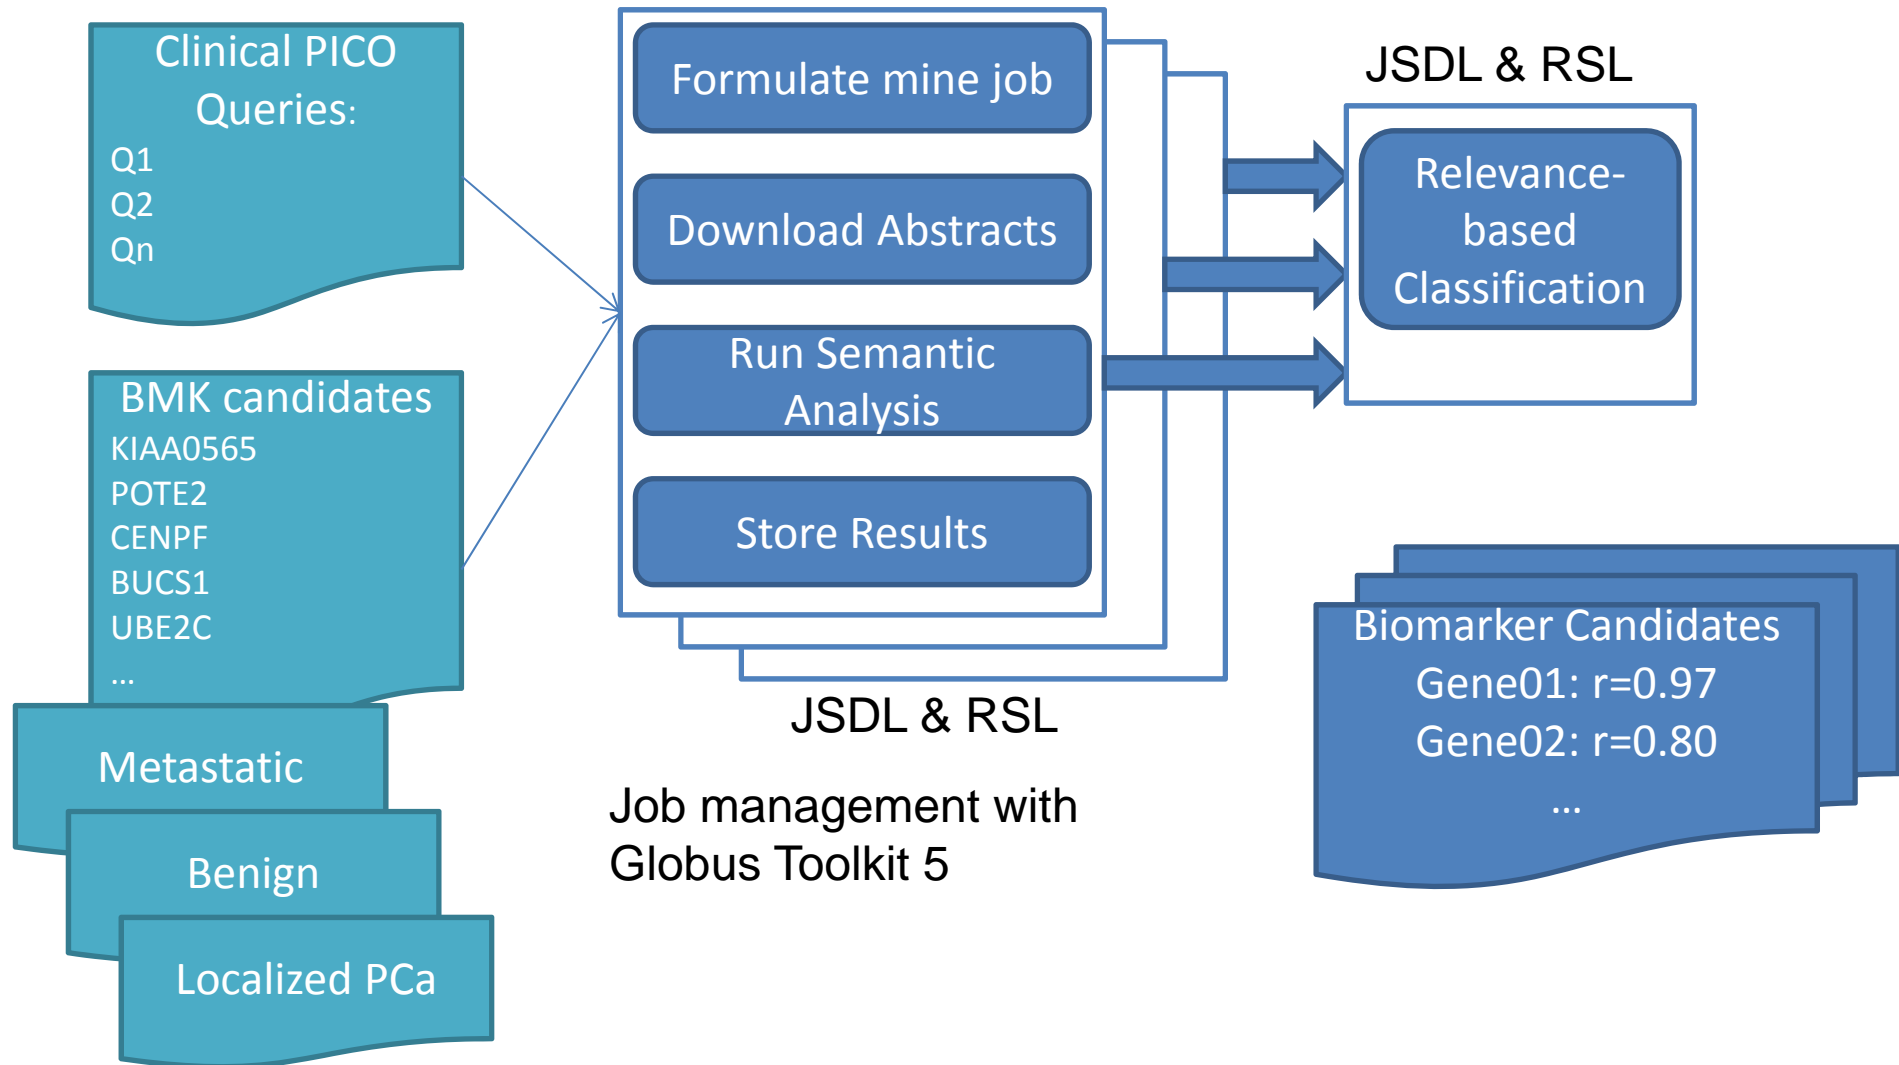 Clinical PICO
Queries:
Q1
Q2
Qn
BMK candidates
KIAA0565
POTE2
CENPF
BUCS1
UBE2C
...
Metastatic
Benign
Localized PCa
Formulate mine job
Download Abstracts
Run Semantic
Analysis
Store Results
JSDL & RSL
Job management with
Globus Toolkit 5
JSDL & RSL
Relevance-
based
Classification
Biomarker Candidates
Gene01: r=0.97
Gene02: r=0.80
...